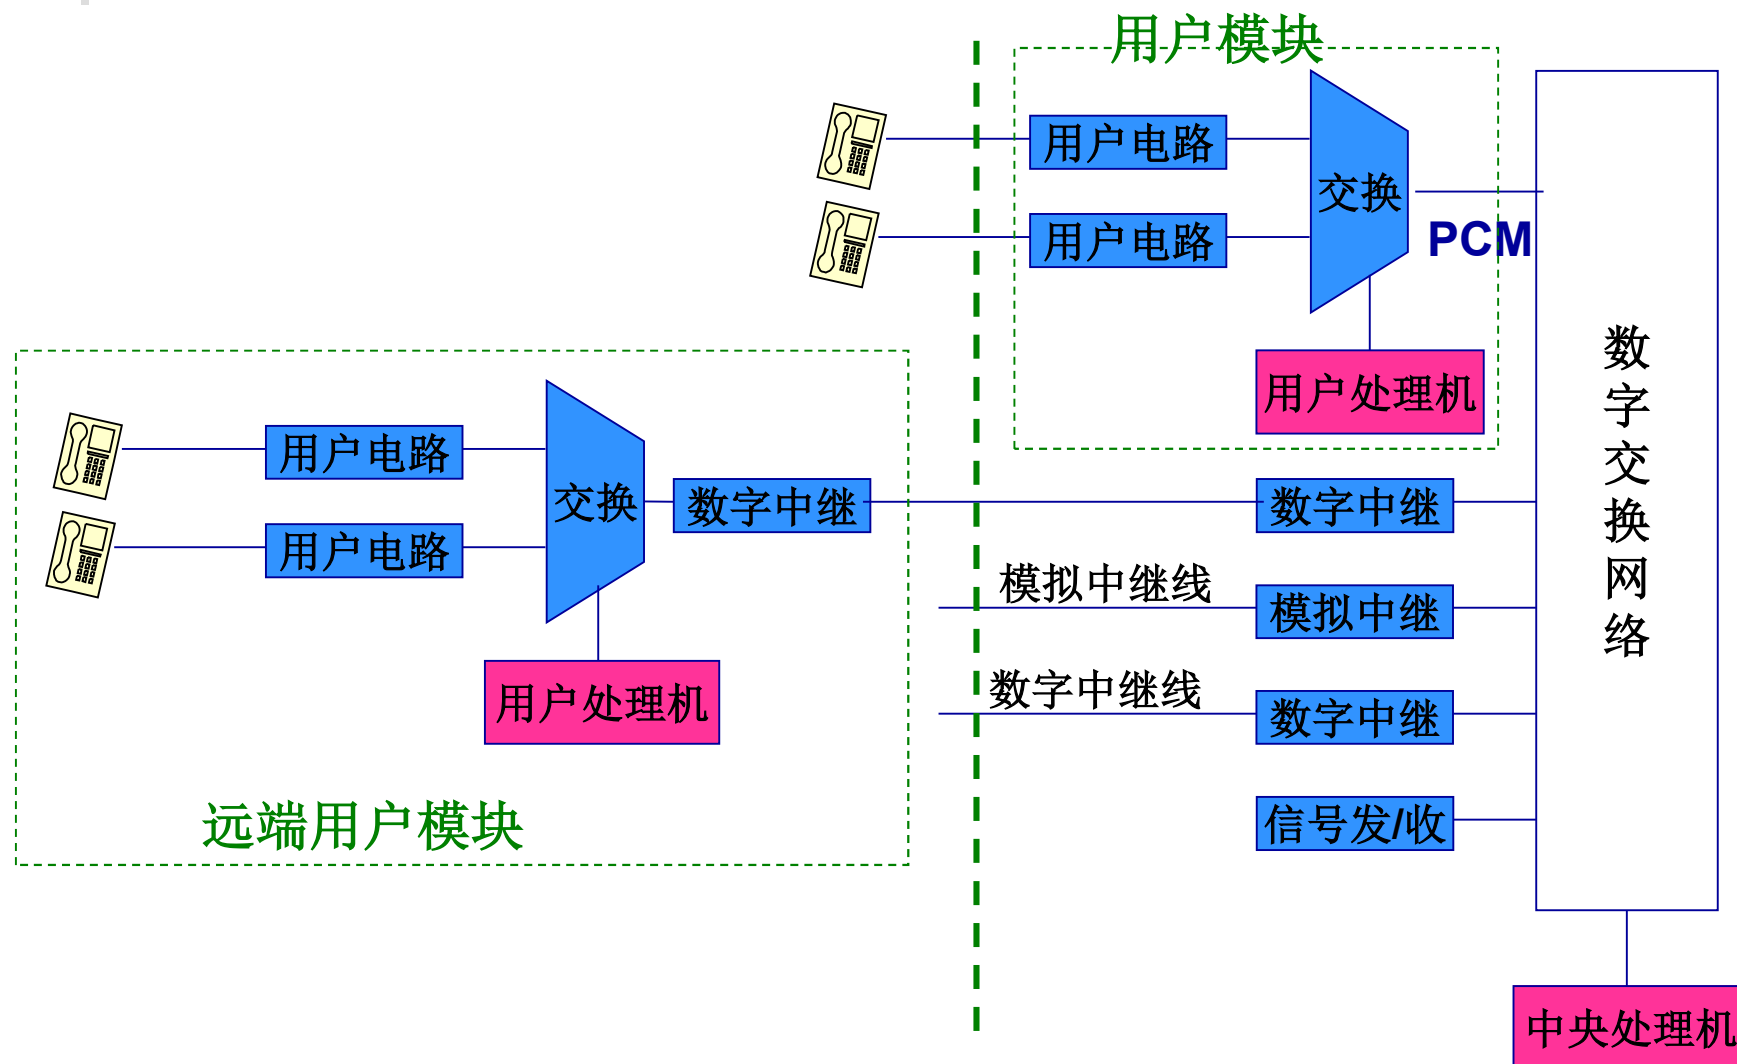 用户模块
用户电路
交换
用户电路
PCM
用户处理机
数字交换网络
用户电路
交换
数字中继
用户电路
用户处理机
远端用户模块
数字中继
模拟中继线
模拟中继
数字中继线
数字中继
信号发/收
中央处理机